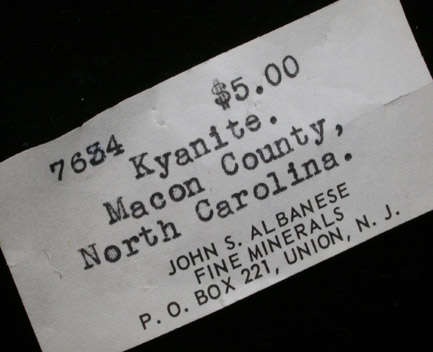 $5.00
7634 Kyanite.
Macon County,
North Carolina.
JOHN S. ALBANESE
FINE MINERALS
P. O. BOX 221, UNION, N. J.